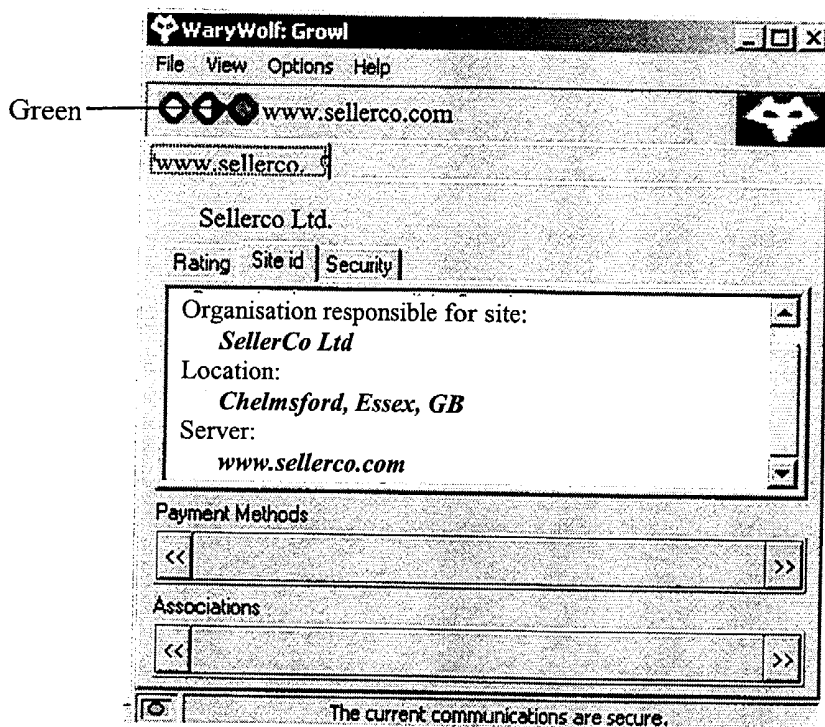 WaryWolf: Growl
File View Options Help
Green
www.sellerco.com
www.sellerco.
Sellerco Ltd.
Rating Site id Security
Organisation responsible for site:
SellerCo Ltd
Location:
Chelmsford, Essex, GB
Server:
www.sellerco.com
Payment Methods
<< >>
Associations
<< >>
The current communications are secure.